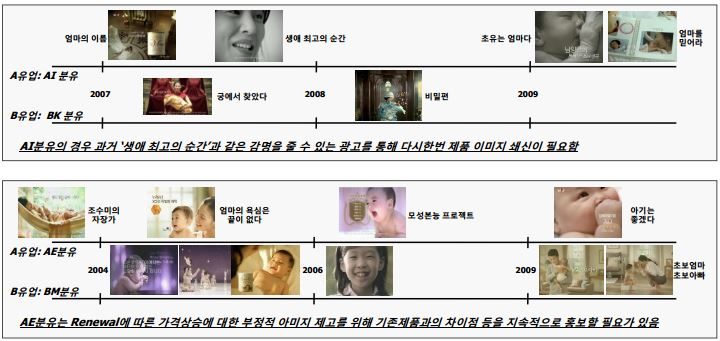 엄마의 이름
생애 최고의 순간
초유는 엄마다
엄마를
믿어라
A유업: AI 분유
2007
궁에서 찾았다
2008
비밀편
2009
B유업: BK 분유
AI분유의 경우 과거 '생애 최고의 순간'과 같은 감명을 줄 수 있는 광고를 통해 다시한번 제품 이미지 쇄신이 필요함
조수미의
자장가
엄마의 욕심은
끝이 없다
모성본능 프로젝트
아기는
좋겠다
A유업: AE분유
2004
2006
2009
초보엄마
초보아빠
B유업: BM분유
AE분유는 Renewal에 따른 가격상승에 대한 부정적 아미지 제고를 위해 기존제품과의 차이점 등을 지속적으로 홍보할 필요가 있음